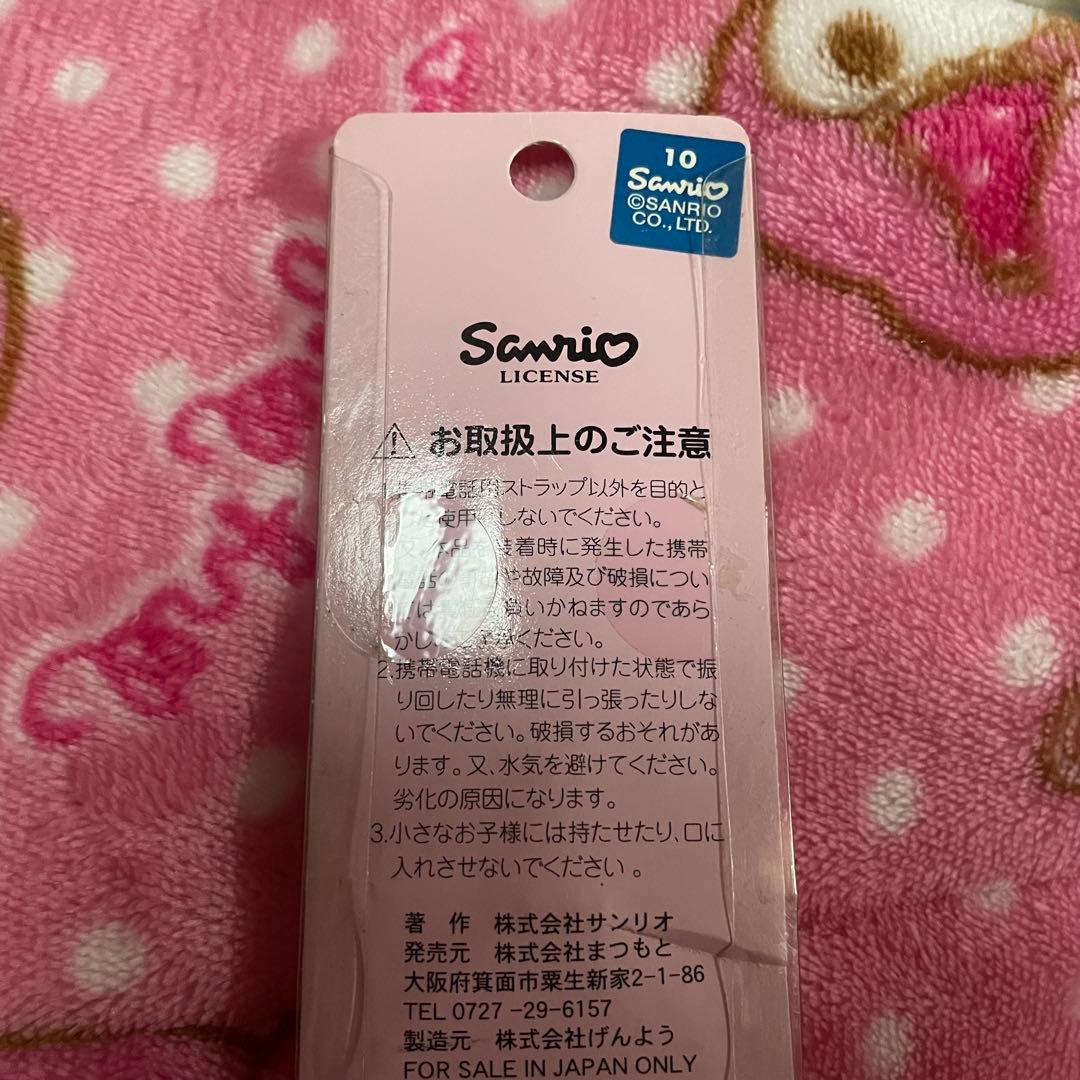 10
Sanrio
©SANRIO
CO., LTD.
Sanrio
LICENSE
お取扱上のご注意
電話用ストラップ以外を目的と
使用 しないでください。
又、 装着時に発生した携帯
故障及び破損につい
ては いかねますのであら
かじ ください。
2.携帯電話機に取り付けた状態で振
り回したり無理に引っ張ったりしな
いでください。破損するおそれがあ
ります。又、水気を避けてください。
劣化の原因になります。
3.小さなお子様には持たせたり、口に
入れさせないでください。
著 作 株式会社サンリオ
発売元 株式会社まつもと
大阪府箕面市粟生新家2-1-86
TEL 0727 -29-6157
製造元 株式会社げんよう
FOR SALE IN JAPAN ONLY